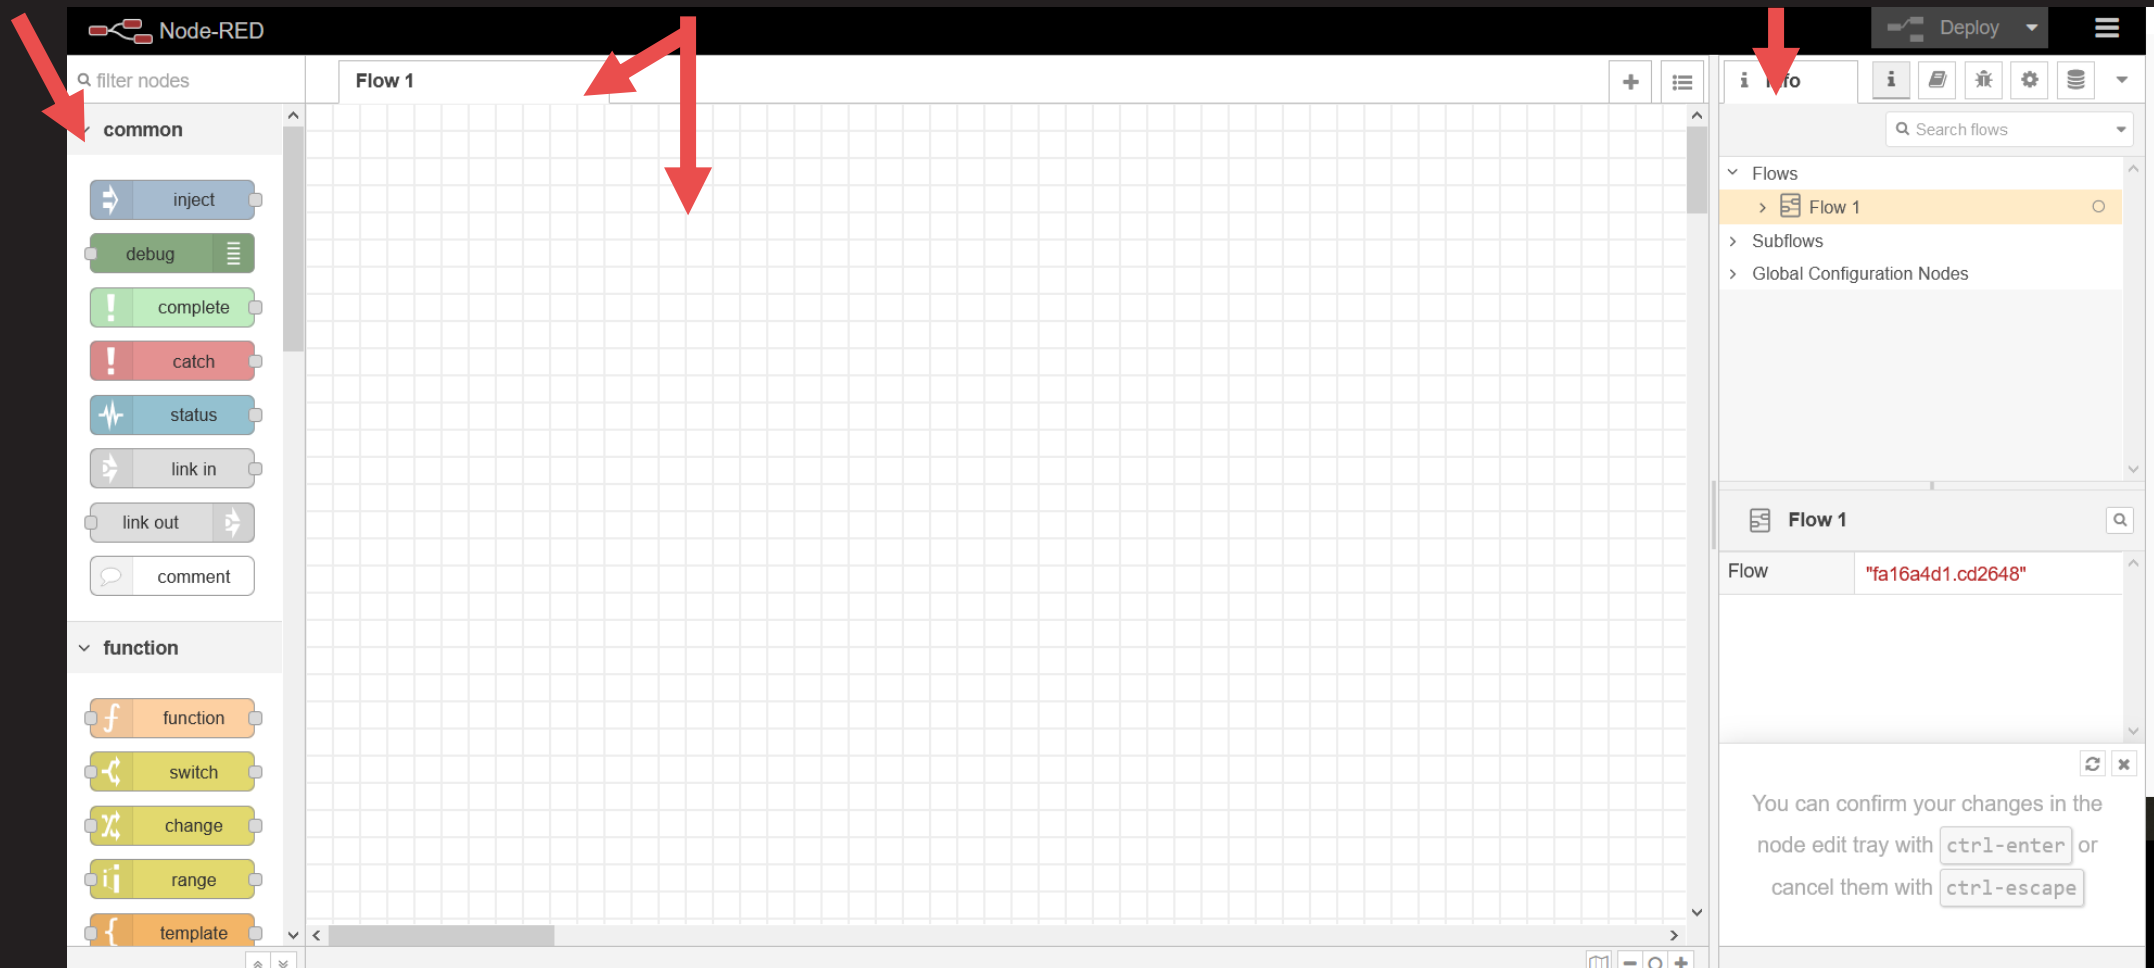 Node-RED
Deploy
filter nodes
Flow 1
i
i
Search flows
common
inject
debug
complete
catch
status
link in
link out
comment
function
function
switch
change
range
template
Flows
Flow 1
Subflows
Global Configuration Nodes
Flow 1
Flow "fa16a4d1.cd2648"
You can confirm your changes in the
node edit tray with ctrl-enter or
cancel them with ctrl-escape